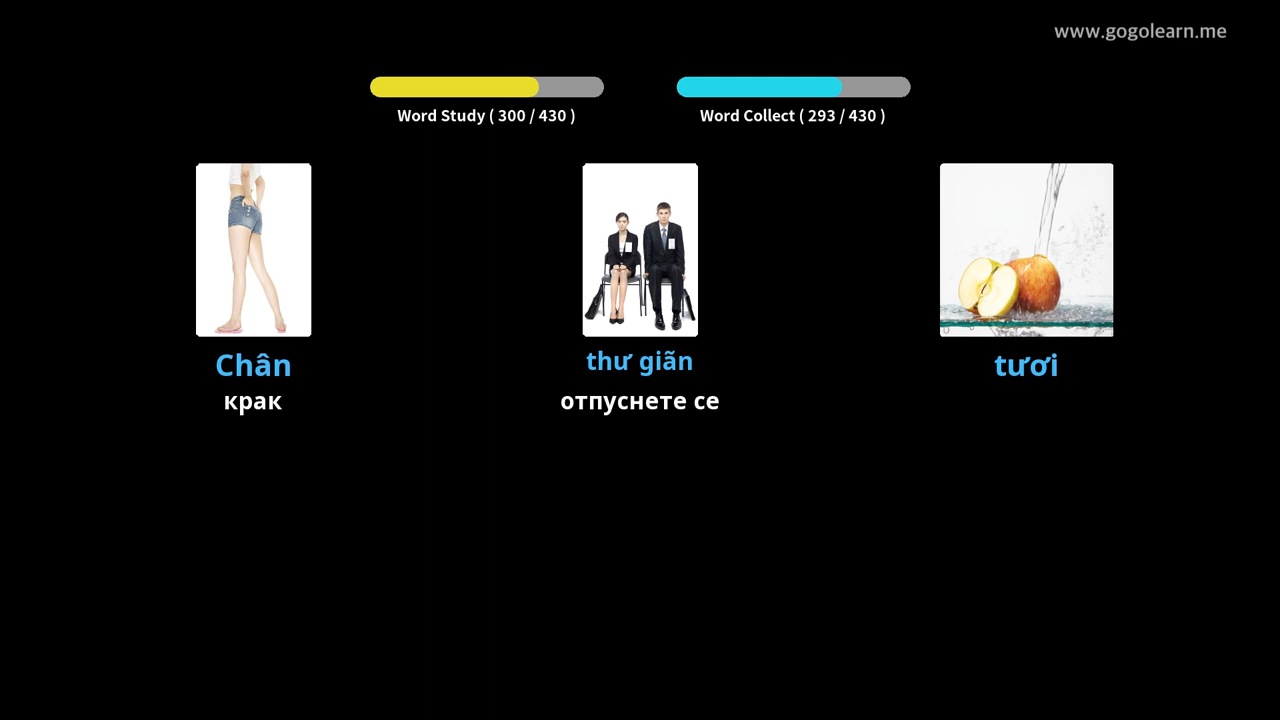 www.gogolearn.me
Word Study ( 300 / 430 )
Word Collect ( 293 / 430 )
Chân
thư giãn
tươi
крак
отпуснете се